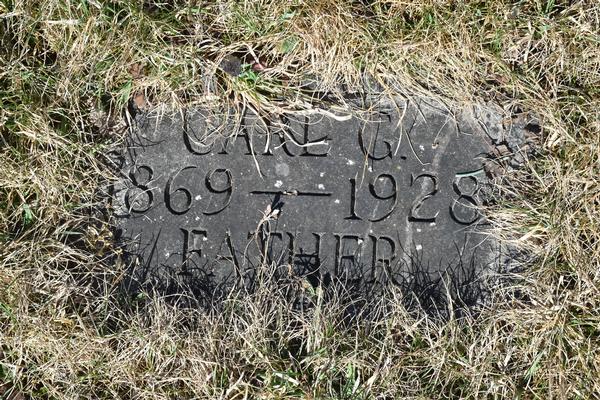 CARL G.
1869 — 1928
FATHER